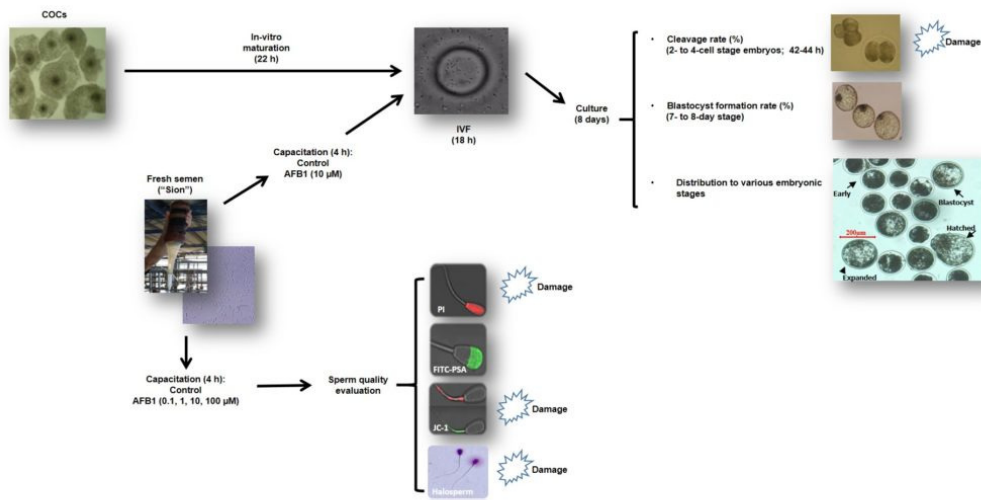 COCs
In-vitro
maturation
(22 h)
IVF
(18 h)
Capacitation (4 h):
Control
AFB1 (10 µM)
Fresh semen
("Sion")
Culture
(8 days)
• Cleavage rate (%)
(2- to 4-cell stage embryos; 42-44 h)
Damage
• Blastocyst formation rate (%)
(7- to 8-day stage)
• Distribution to various embryonic
stages
Early
Blastocyst
Hatched
200µm
Expanded
Capacitation (4 h):
Control
AFB1 (0.1, 1, 10, 100 µM)
Sperm quality
evaluation
PI
Damage
FITC-PSA
JC-1
Damage
Halosperm
Damage